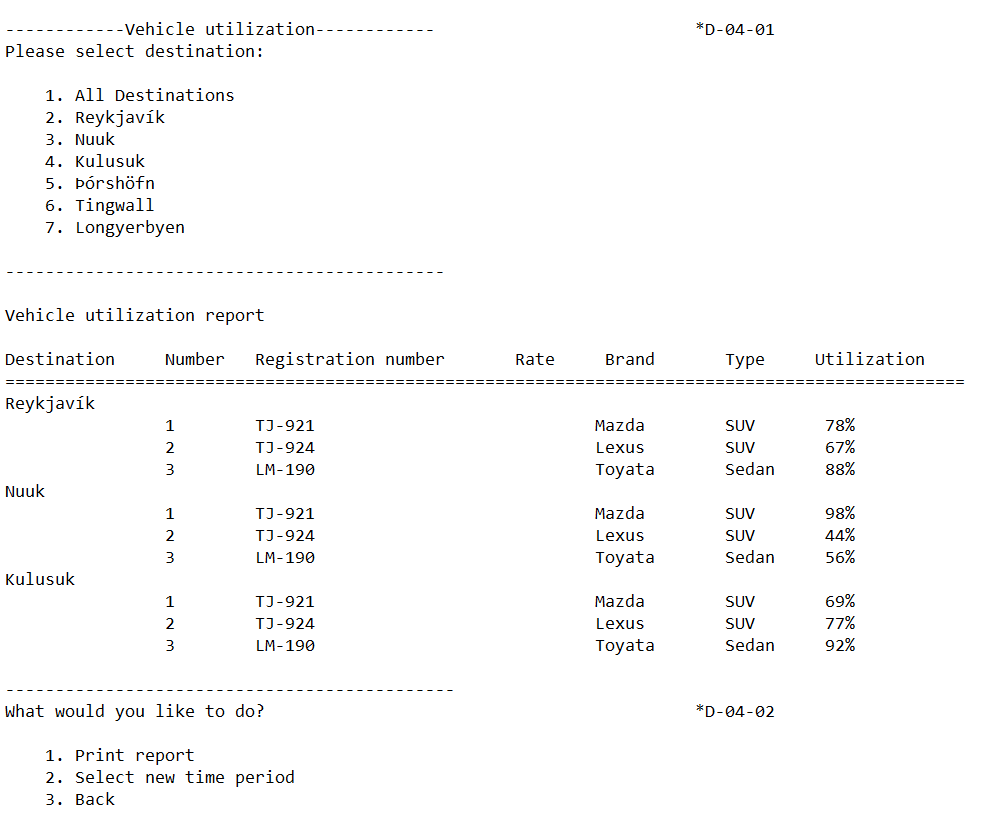 ------------Vehicle utilization------------ *D-04-01
Please select destination:
1. All Destinations
2. Reykjavík
3. Nuuk
4. Kulusuk
5. Þórshöfn
6. Tingwall
7. Longyerbyen
--------------------------------------------
Vehicle utilization report
Destination Number Registration number Rate Brand Type Utilization
================================================================================================
Reykjavík
1 TJ-921 Mazda SUV 78%
2 TJ-924 Lexus SUV 67%
3 LM-190 Toyata Sedan 88%
Nuuk
1 TJ-921 Mazda SUV 98%
2 TJ-924 Lexus SUV 44%
3 LM-190 Toyata Sedan 56%
Kulusuk
1 TJ-921 Mazda SUV 69%
2 TJ-924 Lexus SUV 77%
3 LM-190 Toyata Sedan 92%
---------------------------------------------
What would you like to do? *D-04-02
1. Print report
2. Select new time period
3. Back